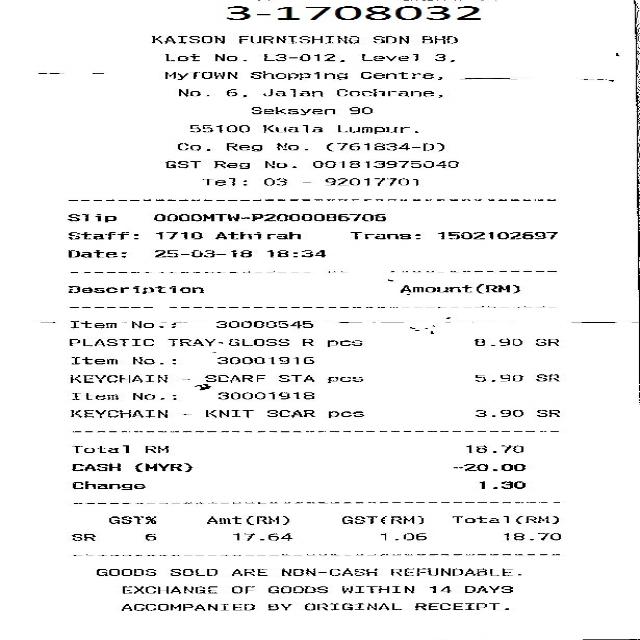 3-1708032
KAISON FURNISHING SDN BHD
Lot No. L3-012, Level 3,
MyTOWN Shopping Centre,
No. 6, Jalan Cochrane,
Seksyen 90
55100 Kuala Lumpur.
Co. Reg No. (761834-D)
GST Reg No. 001813975040
Tel: 03 - 92017701
Slip 0000MTW-P2000086706
Staff: 1710 Athirah Trans: 1502102697
Date: 25-03-18 18:34
Description Amount(RM)
Item No.: 30000545
PLASTIC TRAY-GLOSS R pcs 8.90 SR
Item No.: 30001916
KEYCHAIN - SCARF STA pcs 5.90 SR
Item No.: 30001918
KEYCHAIN - KNIT SCAR pcs 3.90 SR
Total RM 18.70
CASH (MYR) -20.00
Change 1.30
GST% Amt(RM) GST(RM) Total(RM)
SR 6 17.64 1.06 18.70
GOODS SOLD ARE NON-CASH REFUNDABLE.
EXCHANGE OF GOODS WITHIN 14 DAYS
ACCOMPANIED BY ORIGINAL RECEIPT.